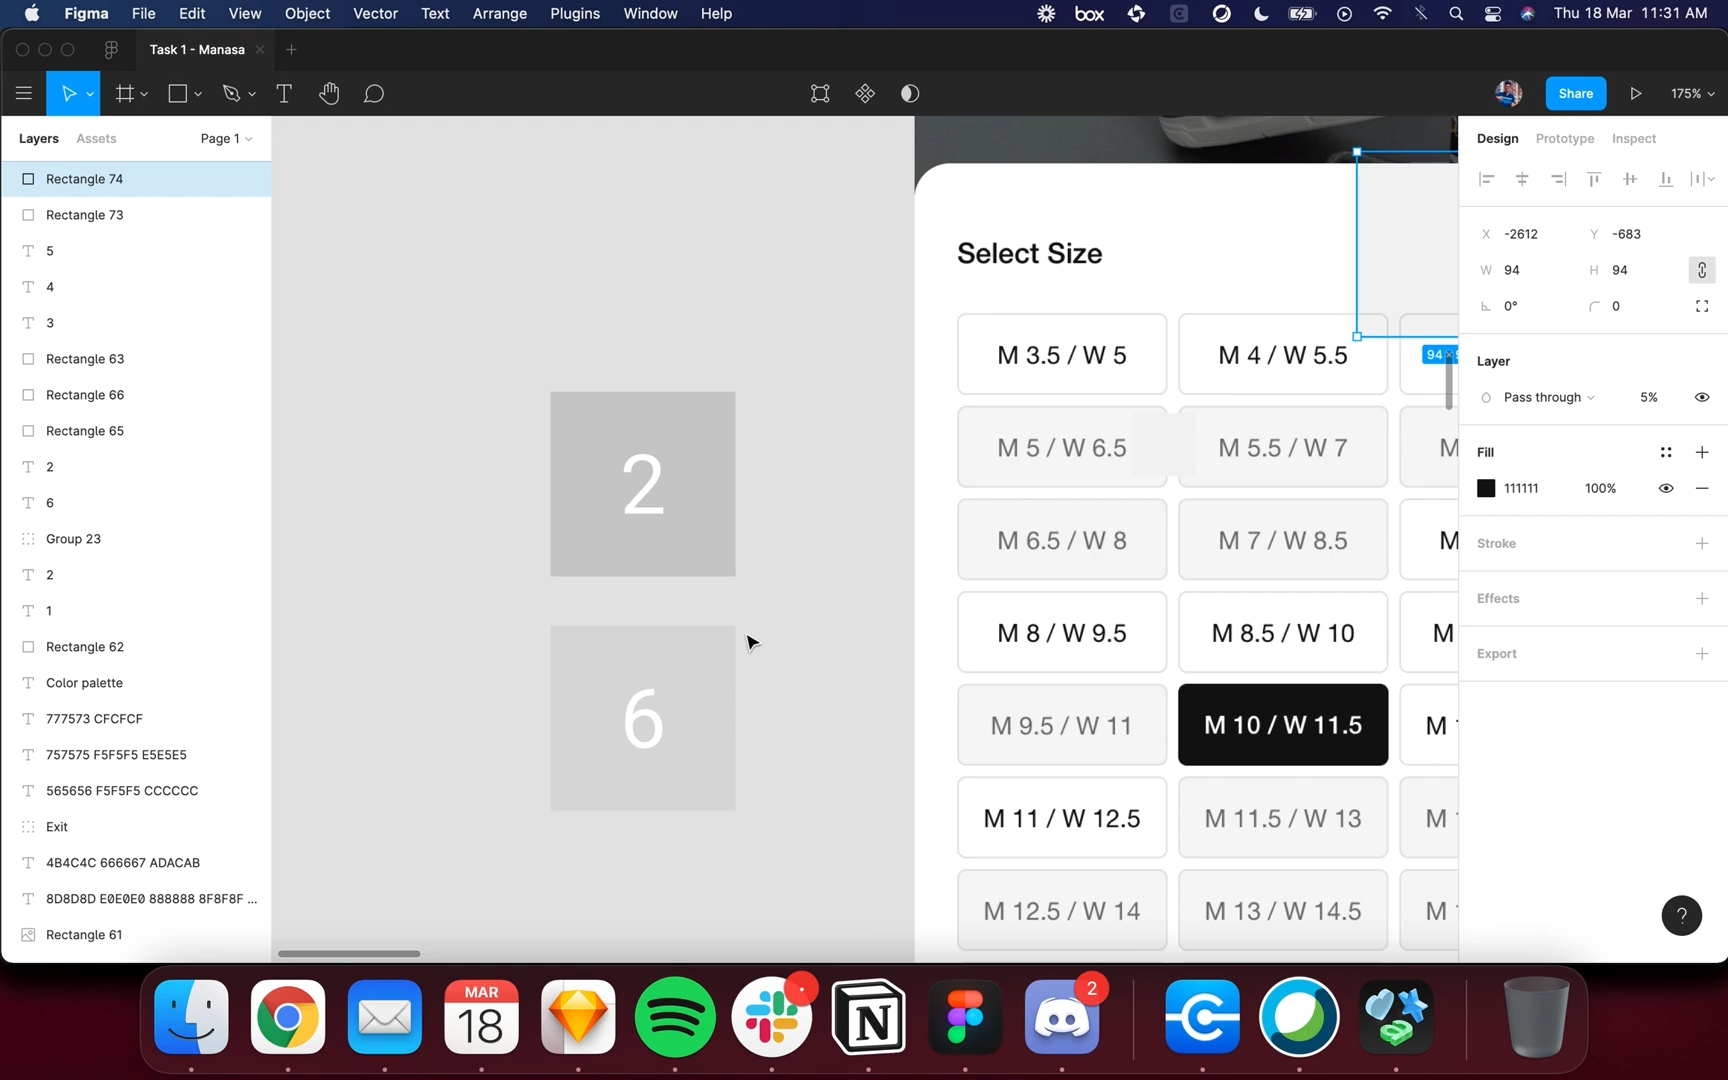 Figma File Edit View Object Vector Text Arrange Plugins Window Help box Thu 18 Mar 11:31 AM
Task 1 - Manasa
Share 175%
Layers Assets Page 1
Rectangle 74
Rectangle 73
5
4
3
Rectangle 63
Rectangle 66
Rectangle 65
2
6
Group 23
2
1
Rectangle 62
Color palette
777573 CFCFCF
757575 F5F5F5 E5E5E5
565656 F5F5F5 CCCCCC
Exit
4B4C4C 666667 ADACAB
8D8D8D E0E0E0 888888 8F8F8F ...
Rectangle 61
2
6
Select Size
M 3.5 / W 5 M 4 / W 5.5
94
M 5 / W 6.5 M 5.5 / W 7 M
M 6.5 / W 8 M 7 / W 8.5 M
M 8 / W 9.5 M 8.5 / W 10 M
M 9.5 / W 11 M 10 / W 11.5 M
M 11 / W 12.5 M 11.5 / W 13 M
M 12.5 / W 14 M 13 / W 14.5 M
Design Prototype Inspect
X -2612 Y -683
W 94 H 94
0° 0
Layer
Pass through 5%
Fill
111111 100%
Stroke
Effects
Export
?
MAR
18
N
2